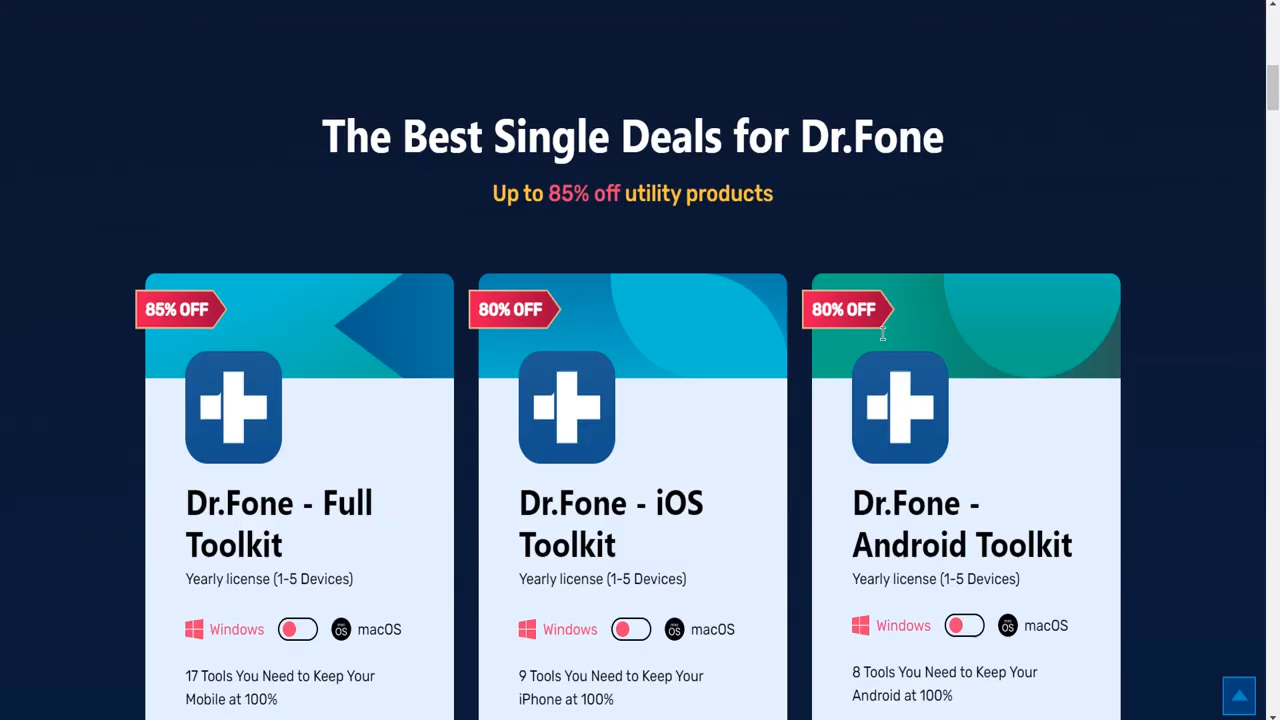 The Best Single Deals for Dr.Fone
Up to 85% off utility products
85% OFF
Dr.Fone - Full
Toolkit
Yearly license (1-5 Devices)
Windows macOS
17 Tools You Need to Keep Your
Mobile at 100%
80% OFF
Dr.Fone - iOS
Toolkit
Yearly license (1-5 Devices)
Windows macOS
9 Tools You Need to Keep Your
iPhone at 100%
80% OFF
Dr.Fone -
Android Toolkit
Yearly license (1-5 Devices)
Windows macOS
8 Tools You Need to Keep Your
Android at 100%